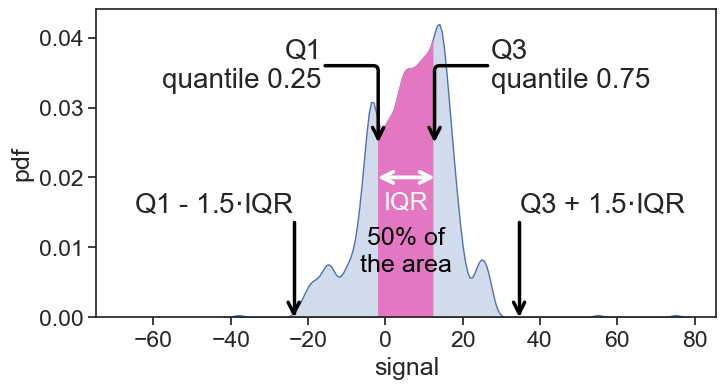 0.04
0.03
0.02
0.01
0.00
pdf
Q1
quantile 0.25
Q3
quantile 0.75
Q1 - 1.5·IQR
Q3 + 1.5·IQR
IQR
50% of
the area
−60 −40 −20 0 20 40 60 80
signal